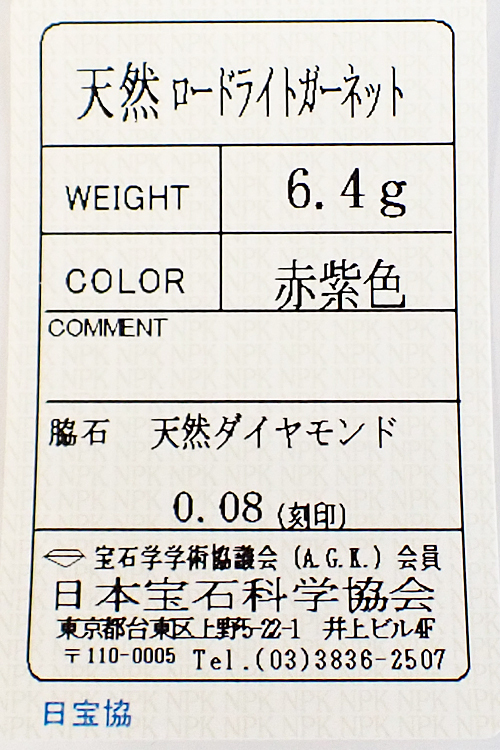 天然 ロードライトガーネット
WEIGHT 6.4g
COLOR 赤紫色
COMMENT
脇石 天然ダイヤモンド
0.08 (刻印)
宝石学学術協議会 (A.G.K.) 会員
日本宝石科学協会
東京都台東区上野5-22-1 井上ビル4F
〒110-0005 Tel.(03)3836-2507
日宝協